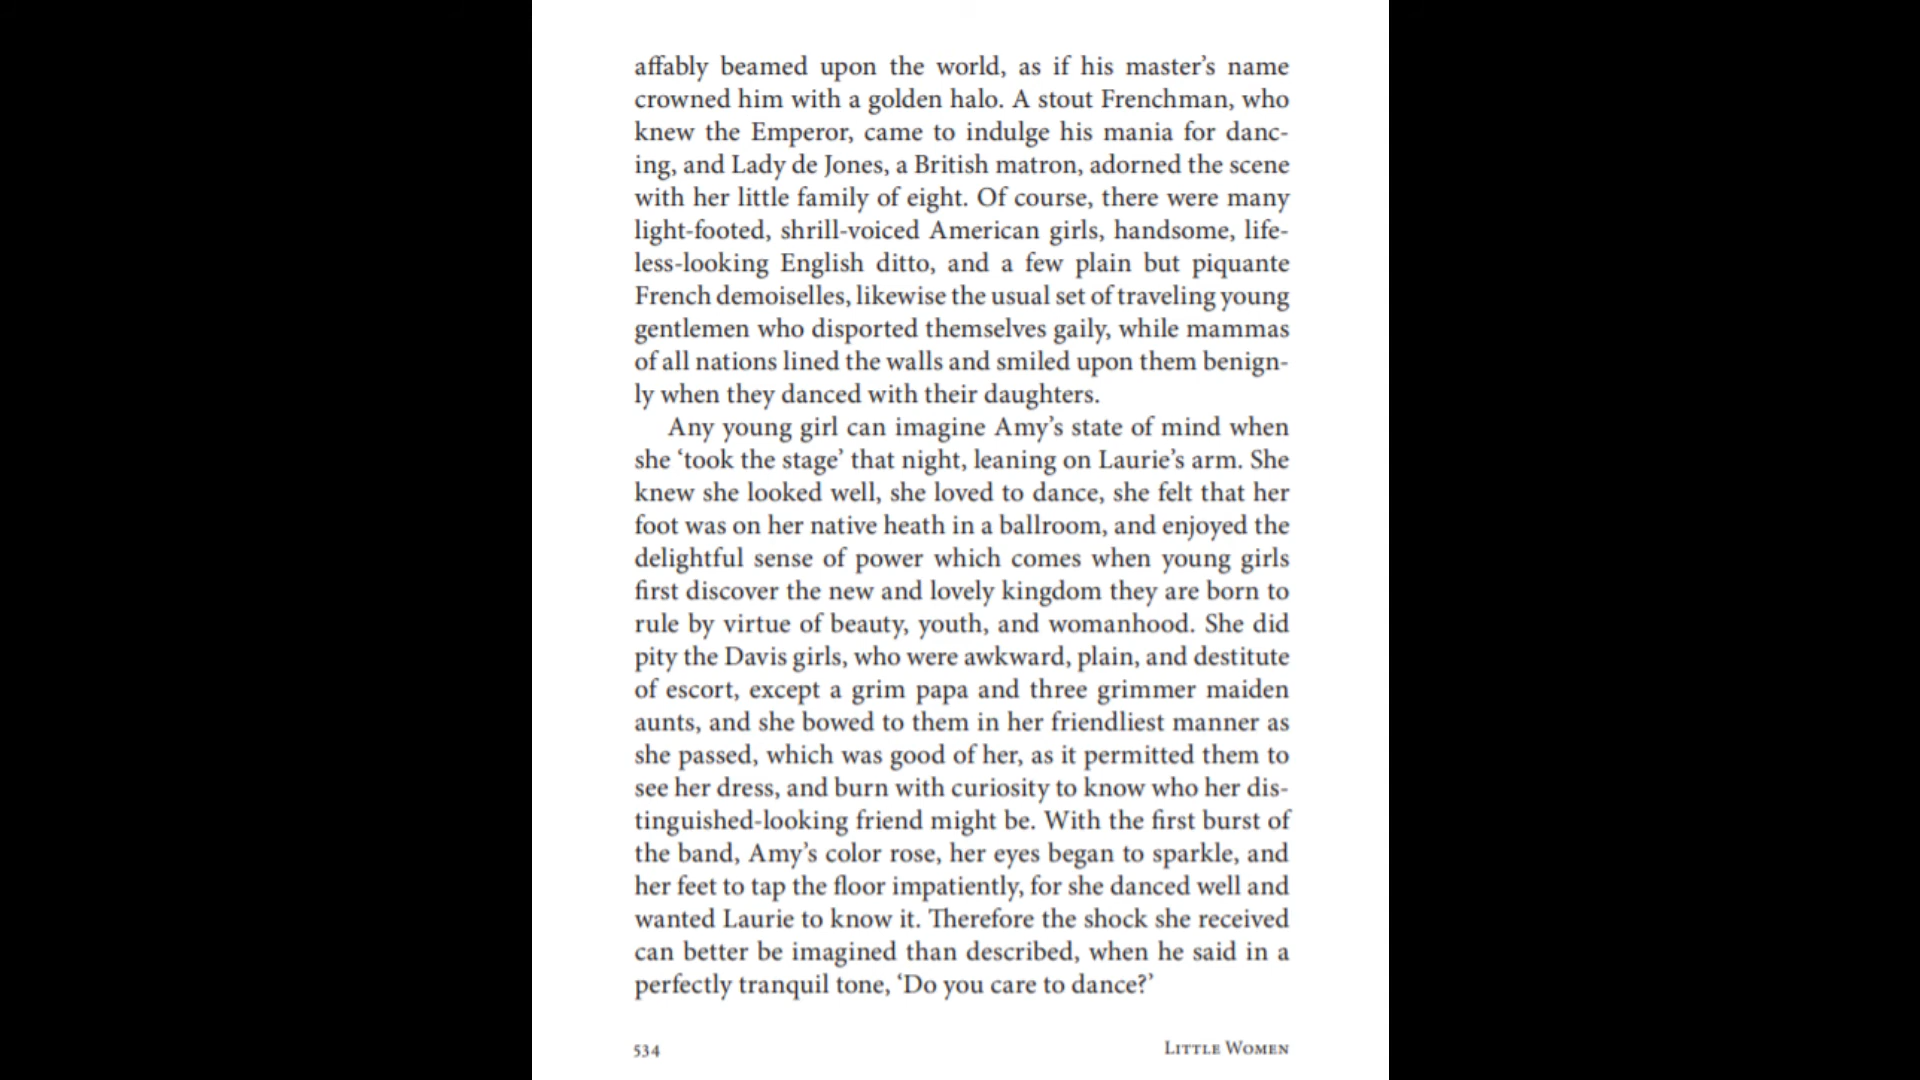 affably beamed upon the world, as if his master’s name
crowned him with a golden halo. A stout Frenchman, who
knew the Emperor, came to indulge his mania for danc-
ing, and Lady de Jones, a British matron, adorned the scene
with her little family of eight. Of course, there were many
light-footed, shrill-voiced American girls, handsome, life-
less-looking English ditto, and a few plain but piquante
French demoiselles, likewise the usual set of traveling young
gentlemen who disported themselves gaily, while mammas
of all nations lined the walls and smiled upon them benign-
ly when they danced with their daughters.
Any young girl can imagine Amy’s state of mind when
she ‘took the stage’ that night, leaning on Laurie’s arm. She
knew she looked well, she loved to dance, she felt that her
foot was on her native heath in a ballroom, and enjoyed the
delightful sense of power which comes when young girls
first discover the new and lovely kingdom they are born to
rule by virtue of beauty, youth, and womanhood. She did
pity the Davis girls, who were awkward, plain, and destitute
of escort, except a grim papa and three grimmer maiden
aunts, and she bowed to them in her friendliest manner as
she passed, which was good of her, as it permitted them to
see her dress, and burn with curiosity to know who her dis-
tinguished-looking friend might be. With the first burst of
the band, Amy’s color rose, her eyes began to sparkle, and
her feet to tap the floor impatiently, for she danced well and
wanted Laurie to know it. Therefore the shock she received
can better be imagined than described, when he said in a
perfectly tranquil tone, ‘Do you care to dance?’
534 Little Women